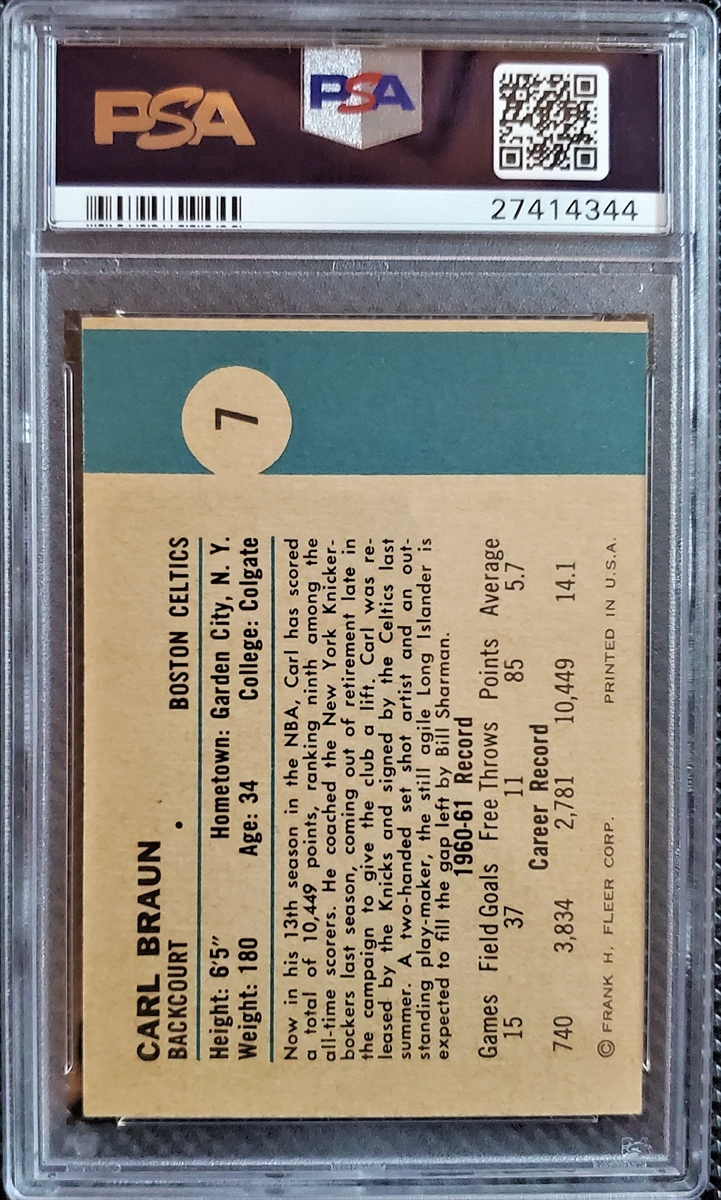 PSA
PSA
27414344
7
CARL BRAUN
BACKCOURT • BOSTON CELTICS
Height: 6'5" Hometown: Garden City, N. Y.
Weight: 180 Age: 34 College: Colgate
Now in his 13th season in the NBA, Carl has scored
a total of 10,449 points, ranking ninth among the
all-time scorers. He coached the New York Knicker-
bockers last season, coming out of retirement late in
the campaign to give the club a lift. Carl was re-
leased by the Knicks and signed by the Celtics last
summer. A two-handed set shot artist and an out-
standing play-maker, the still agile Long Islander is
expected to fill the gap left by Bill Sharman.
1960-61 Record
Games Field Goals Free Throws Points Average
15 37 11 85 5.7
Career Record
740 3,834 2,781 10,449 14.1
© FRANK H. FLEER CORP. PRINTED IN U.S.A.